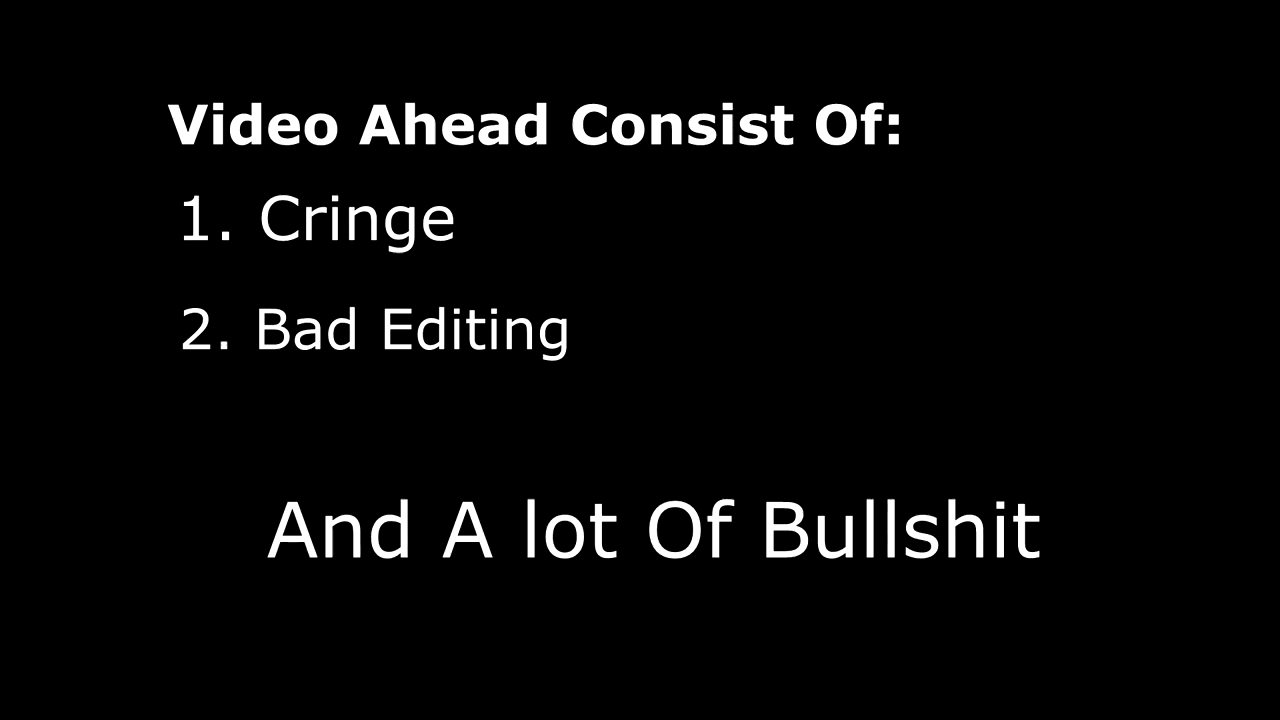 Video Ahead Consist Of:
1. Cringe
2. Bad Editing
And A lot Of Bullshit